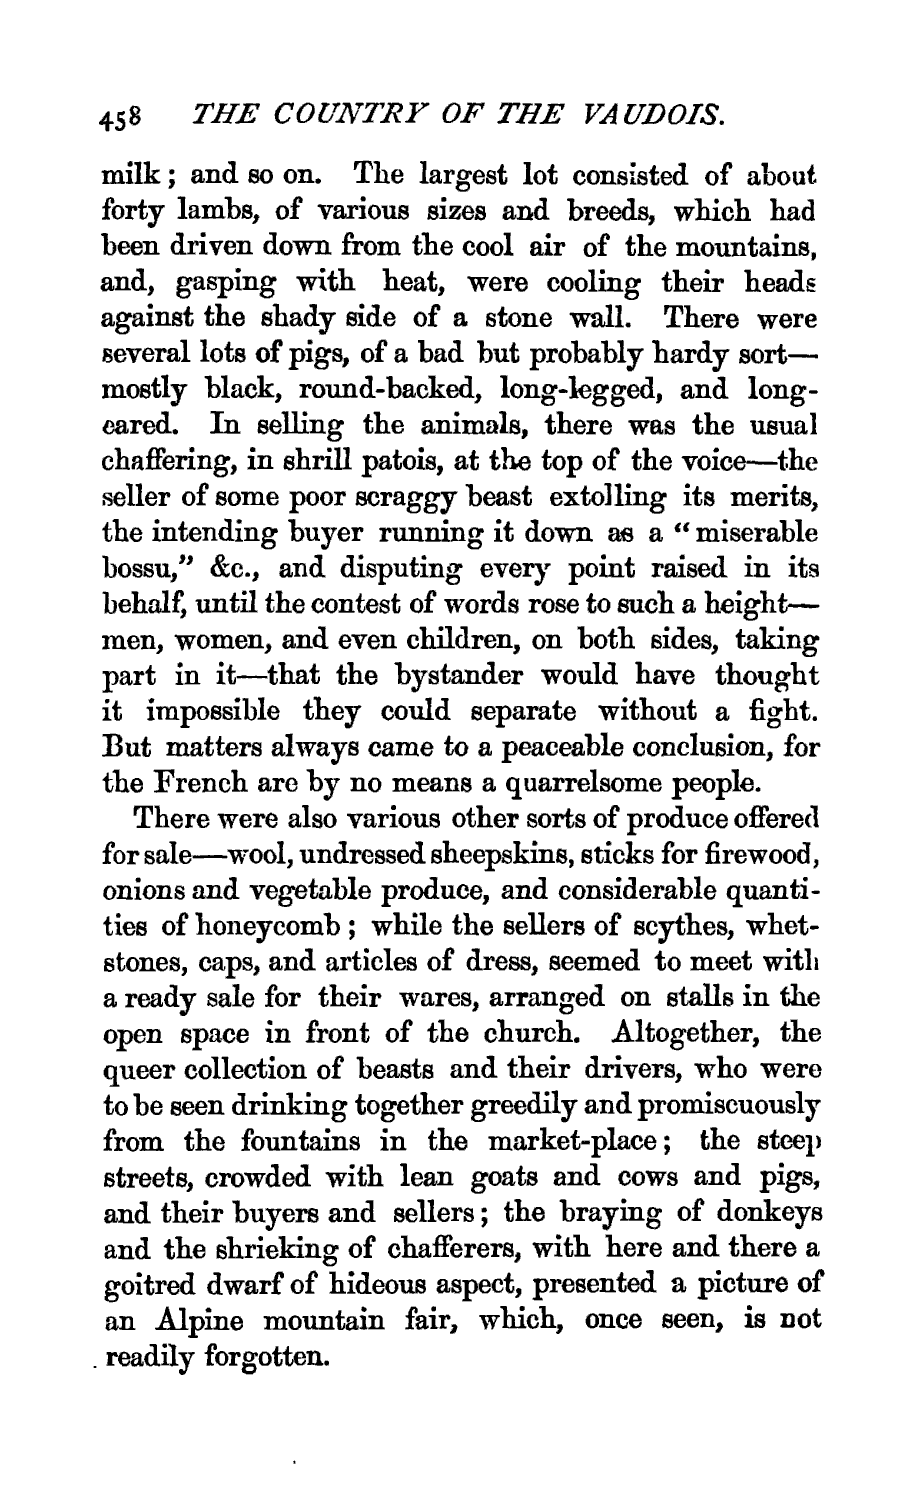 458 THE COUNTRY OF THE VAUDOIS.
milk; and so on. The largest lot consisted of about
forty lambs, of various sizes and breeds, which had
been driven down from the cool air of the mountains,
and, gasping with heat, were cooling their heads
against the shady side of a stone wall. There were
several lots of pigs, of a bad but probably hardy sort—
mostly black, round-backed, long-legged, and long-
eared. In selling the animals, there was the usual
chaffering, in shrill patois, at the top of the voice—the
seller of some poor scraggy beast extolling its merits,
the intending buyer running it down as a “miserable
bossu,” &c., and disputing every point raised in its
behalf, until the contest of words rose to such a height—
men, women, and even children, on both sides, taking
part in it—that the bystander would have thought
it impossible they could separate without a fight.
But matters always came to a peaceable conclusion, for
the French are by no means a quarrelsome people.
There were also various other sorts of produce offered
for sale—wool, undressed sheepskins, sticks for firewood,
onions and vegetable produce, and considerable quanti-
ties of honeycomb; while the sellers of scythes, whet-
stones, caps, and articles of dress, seemed to meet with
a ready sale for their wares, arranged on stalls in the
open space in front of the church. Altogether, the
queer collection of beasts and their drivers, who were
to be seen drinking together greedily and promiscuously
from the fountains in the market-place; the steep
streets, crowded with lean goats and cows and pigs,
and their buyers and sellers; the braying of donkeys
and the shrieking of chafferers, with here and there a
goitred dwarf of hideous aspect, presented a picture of
an Alpine mountain fair, which, once seen, is not
readily forgotten.